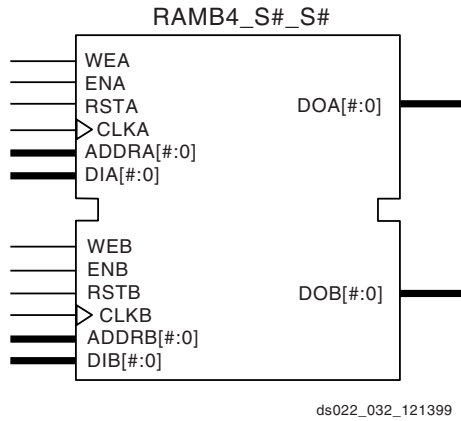 RAMB4_S#_S#
WEA
ENA
RSTA
CLKA
ADDRA[#:0]
DIA[#:0]
DOA[#:0]
WEB
ENB
RSTB
CLKB
ADDRB[#:0]
DIB[#:0]
DOB[#:0]
ds022_032_121399